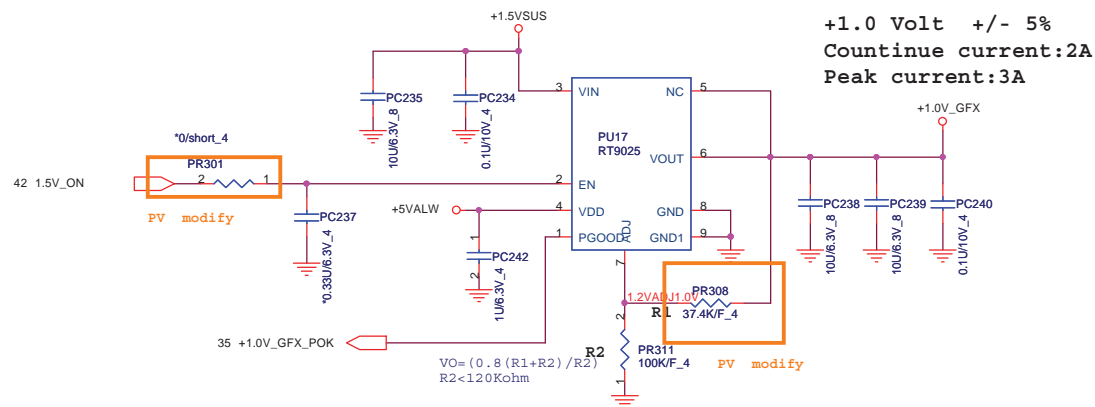 +1.5VSUS
+1.0 Volt +/- 5%
Countinue current:2A
Peak current:3A
PC235
10U/6.3V_8
PC234
0.1U/10V_4
3
VIN
NC
5
PU17
RT9025
+1.0V_GFX
*0/short_4
PR301
2
1
42 1.5V_ON
PV modify
VOUT
6
2
EN
+5VALW
4
VDD
GND
8
1
PGOOD
ADJ
GND1
9
7
PC237
*0.33U/6.3V_4
1
PC242
2
1U/6.3V_4
PC238
10U/6.3V_8
PC239
10U/6.3V_8
PC240
0.1U/10V_4
1.2VADJ1.0V
PR308
R1
37.4K/F_4
PV modify
35 +1.0V_GFX_POK
R2
2
PR311
100K/F_4
1
VO=(0.8(R1+R2)/R2)
R2<120Kohm